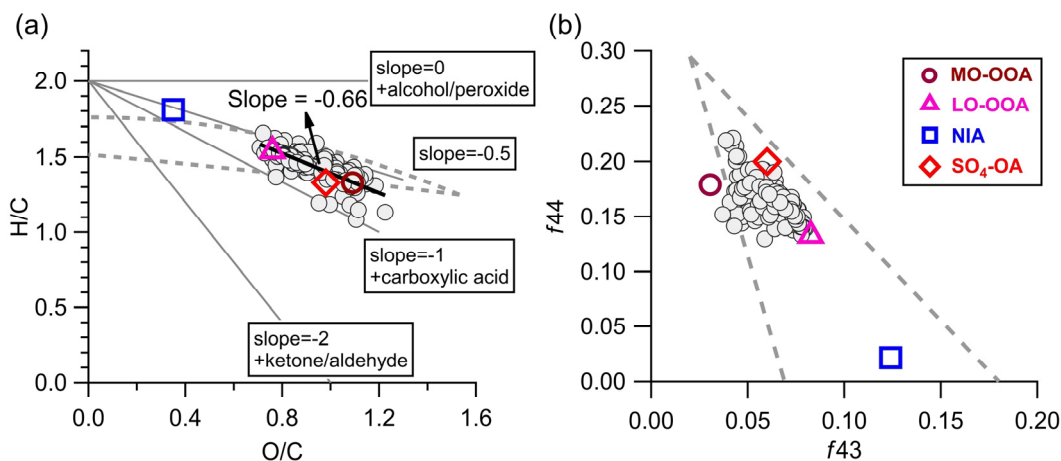 (a)
2.0
1.5
1.0
0.5
0.0
H/C
0.0
0.4
0.8
1.2
1.6
O/C
slope=0
+alcohol/peroxide
Slope = -0.66
slope=-0.5
slope=-1
+carboxylic acid
slope=-2
+ketone/aldehyde
(b)
0.30
0.25
0.20
0.15
0.10
0.05
0.00
f44
0.00
0.05
0.10
0.15
0.20
f43
MO-OOA
LO-OOA
NIA
SO₄-OA